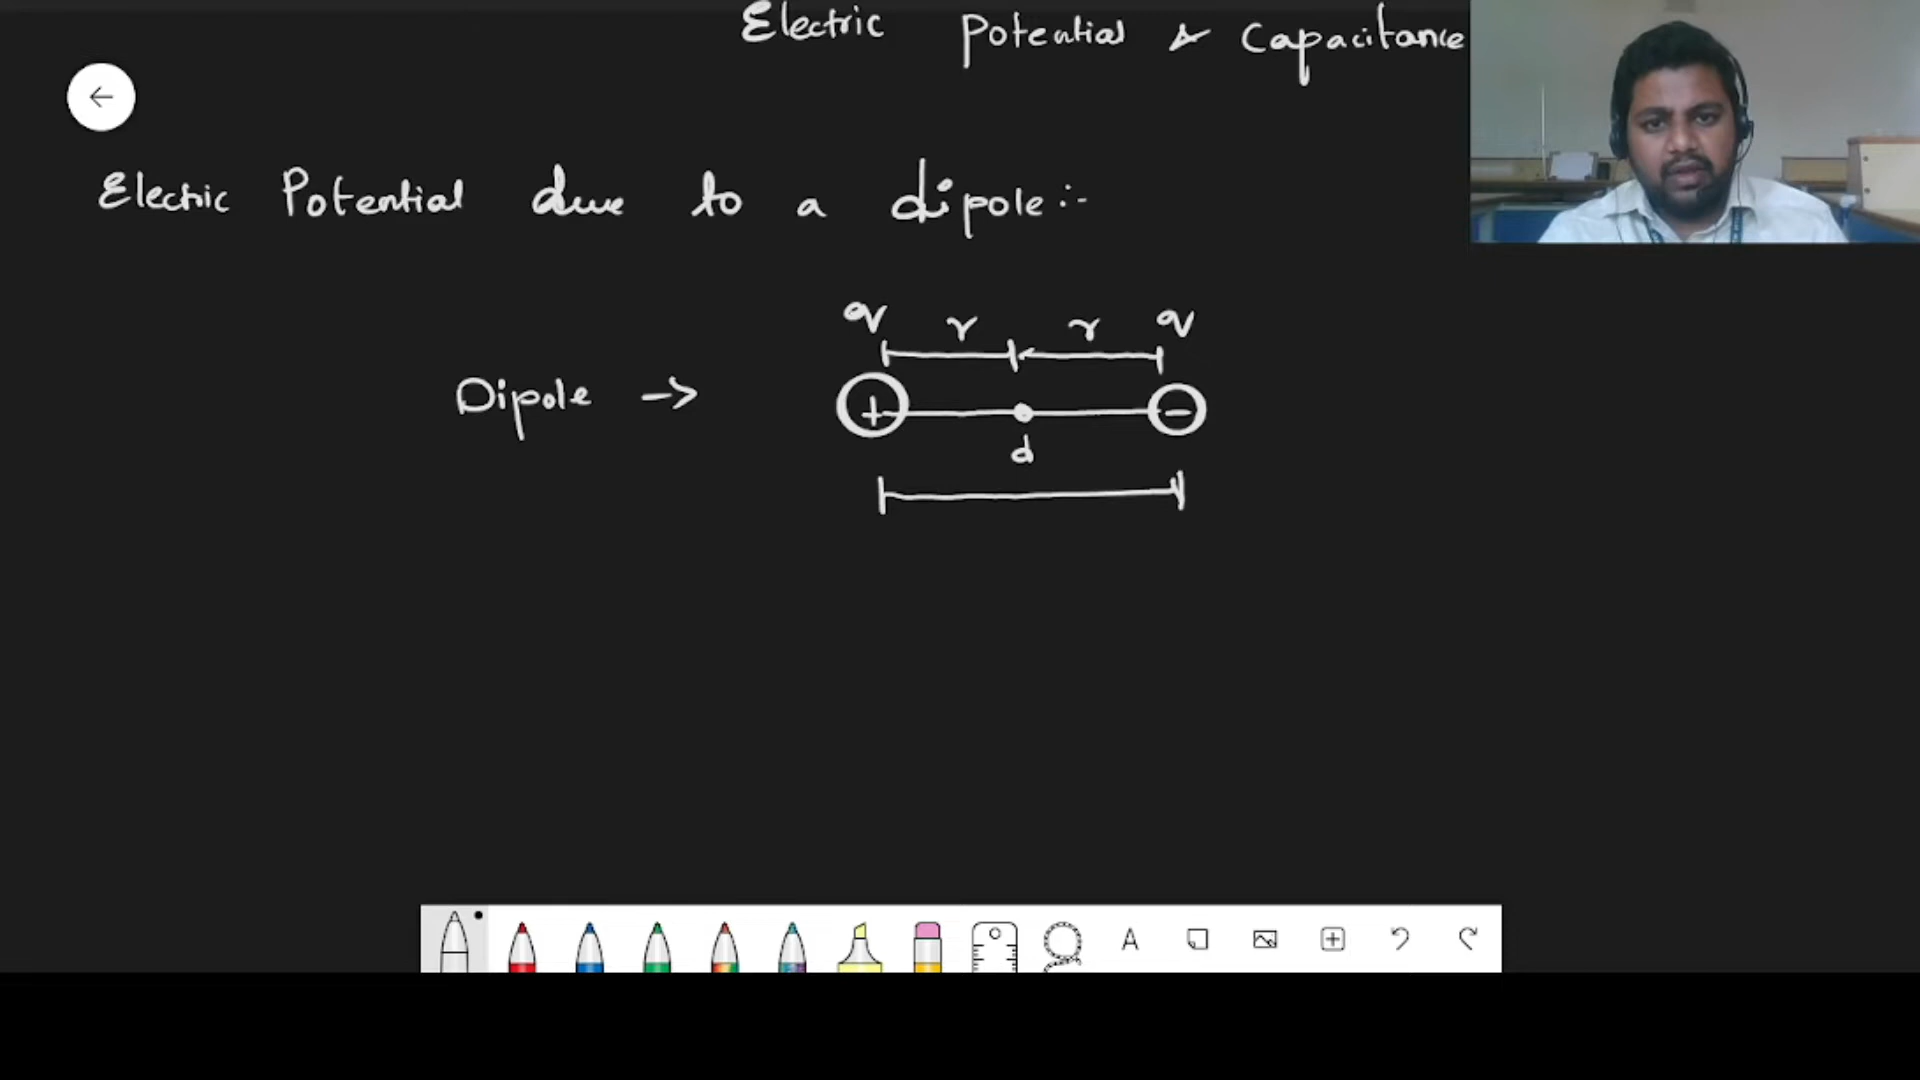 Electric Potential & Capacitance
Electric Potential due to a dipole :-
q r r q
Dipole -> + -
d
A